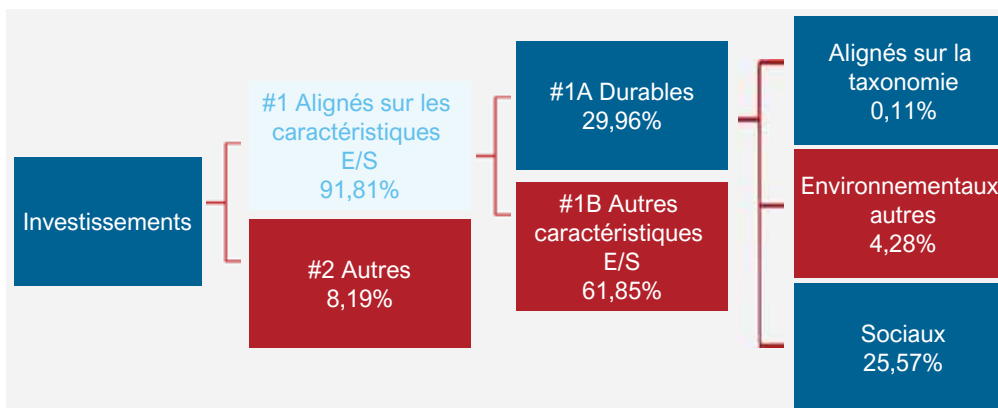 Investissements
#1 Alignés sur les
caractéristiques
E/S
91,81%
#2 Autres
8,19%
#1A Durables
29,96%
#1B Autres
caractéristiques
E/S
61,85%
Alignés sur la
taxonomie
0,11%
Environnementaux
autres
4,28%
Sociaux
25,57%